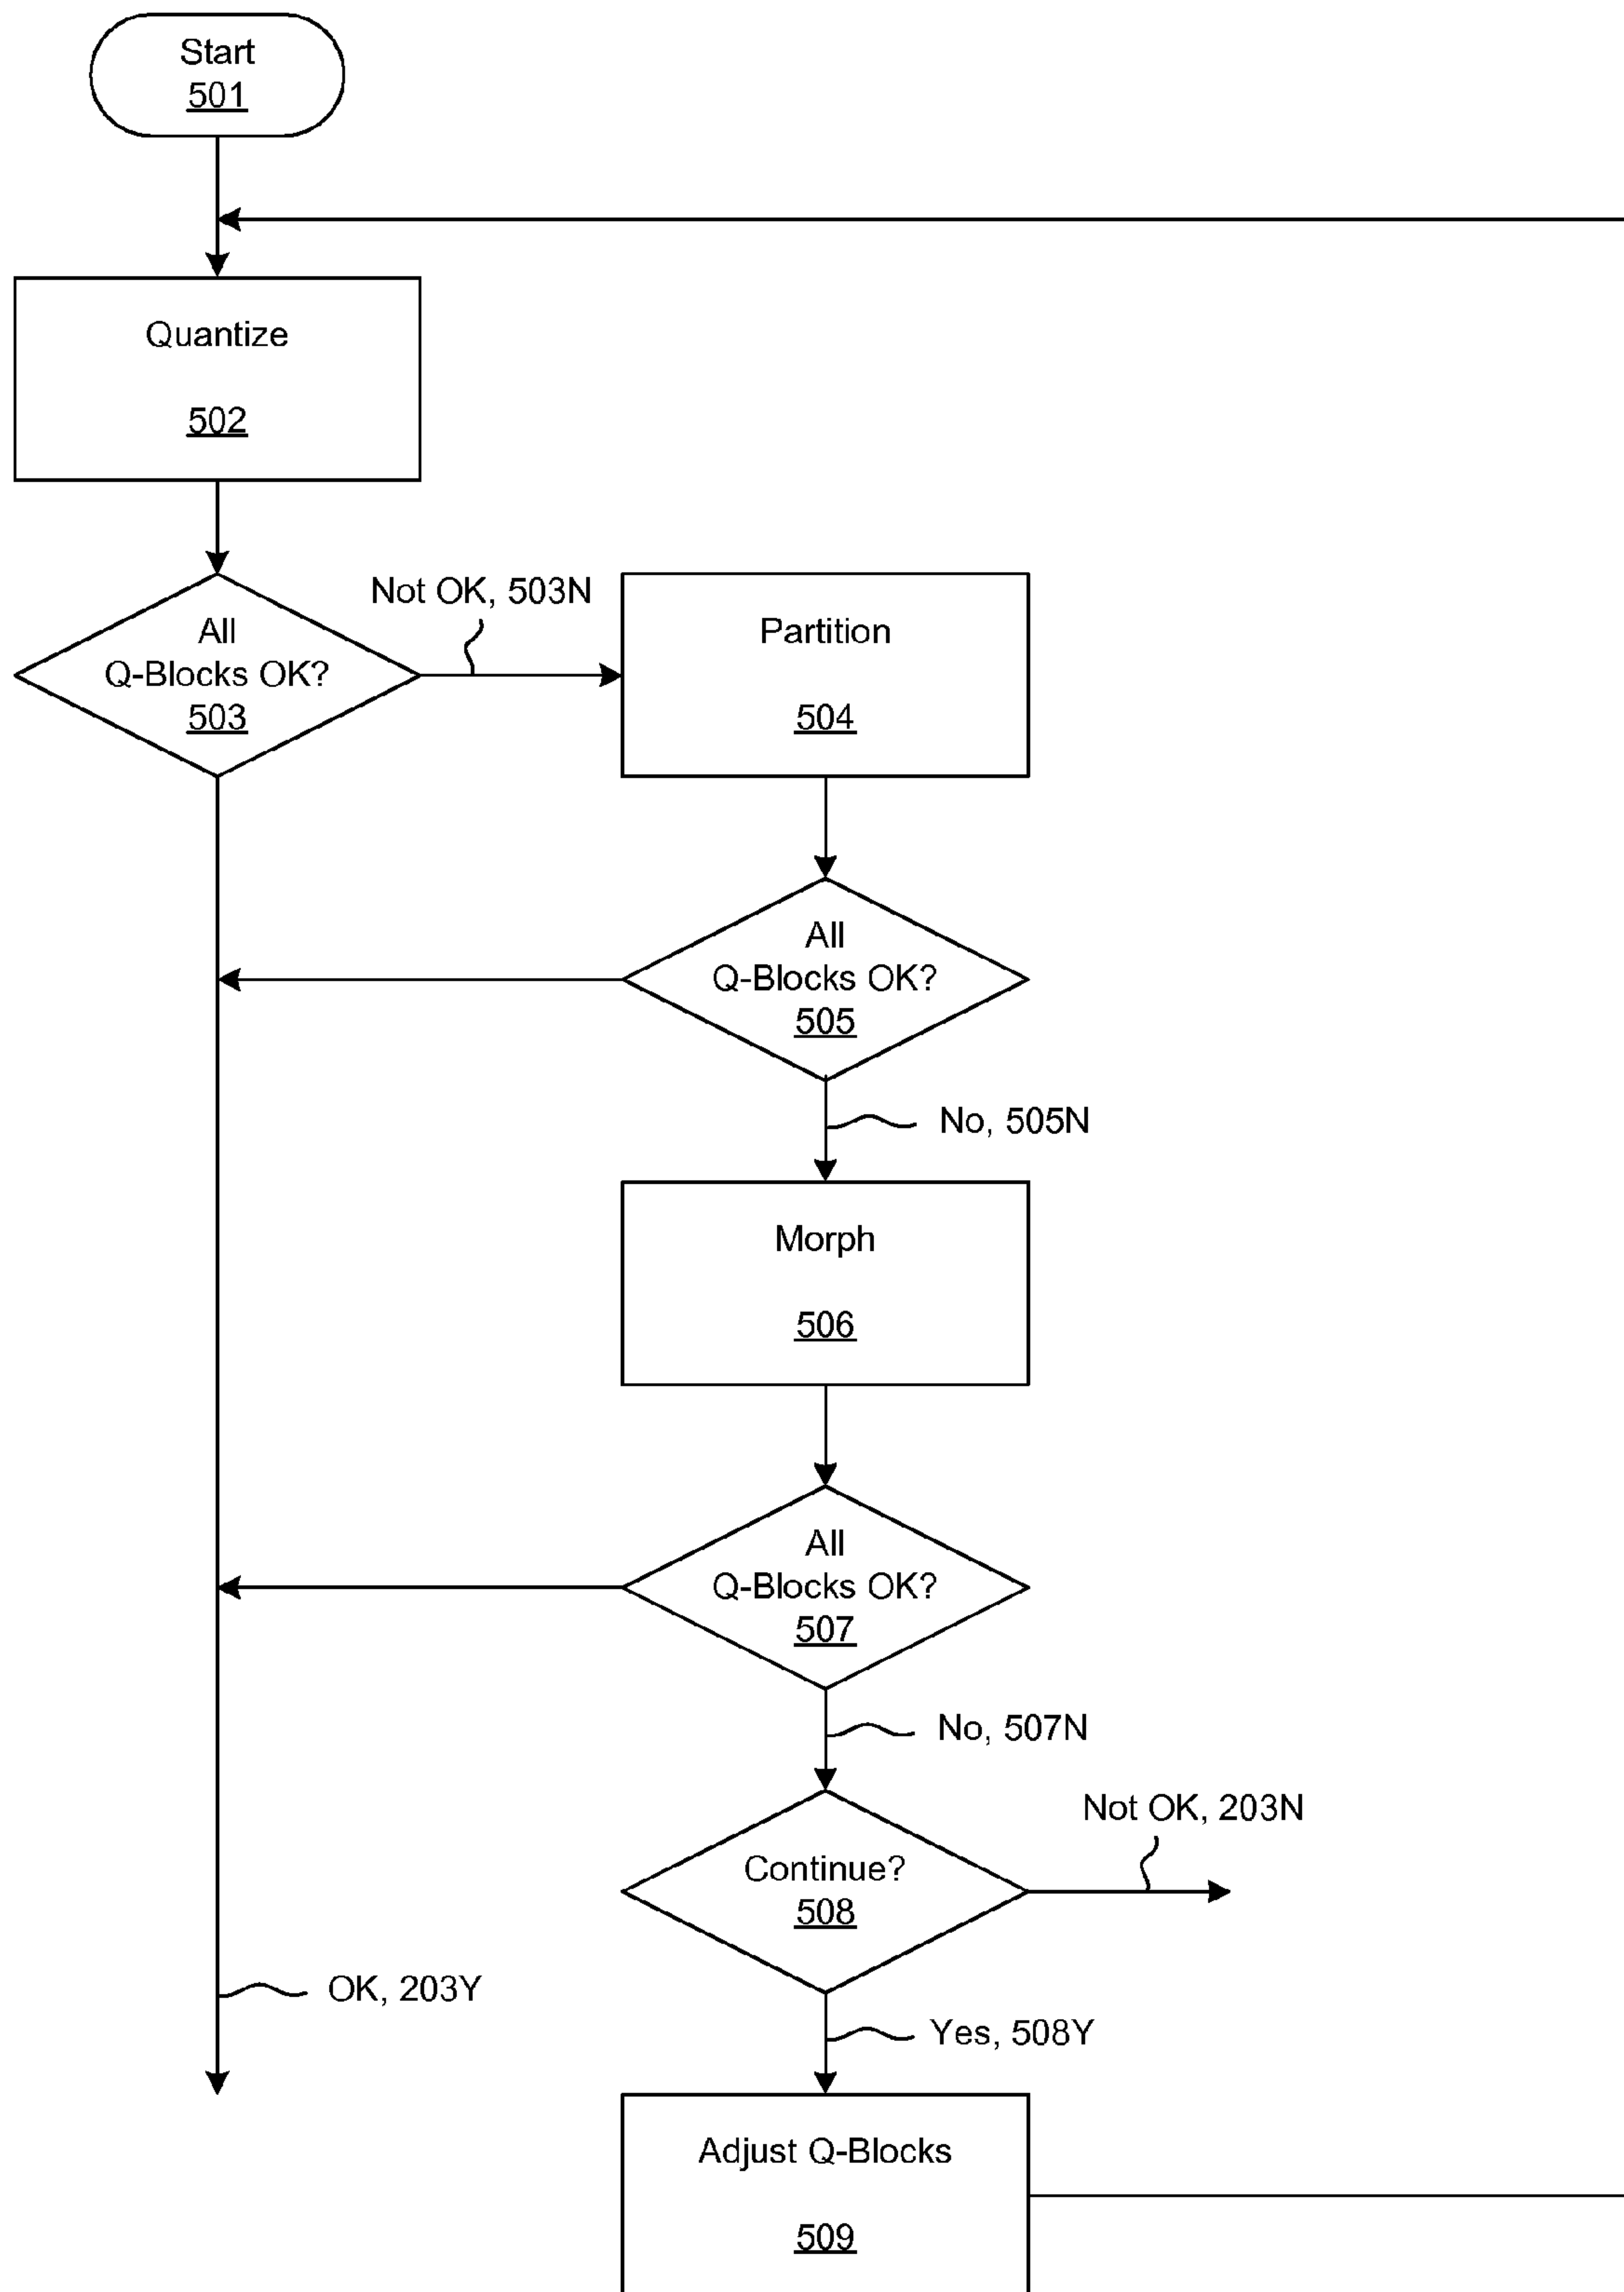 Start
501
Quantize
502
All
Q-Blocks OK?
503
Not OK, 503N
Partition
504
All
Q-Blocks OK?
505
No, 505N
Morph
506
All
Q-Blocks OK?
507
No, 507N
Continue?
508
Not OK, 203N
OK, 203Y
Yes, 508Y
Adjust Q-Blocks
509